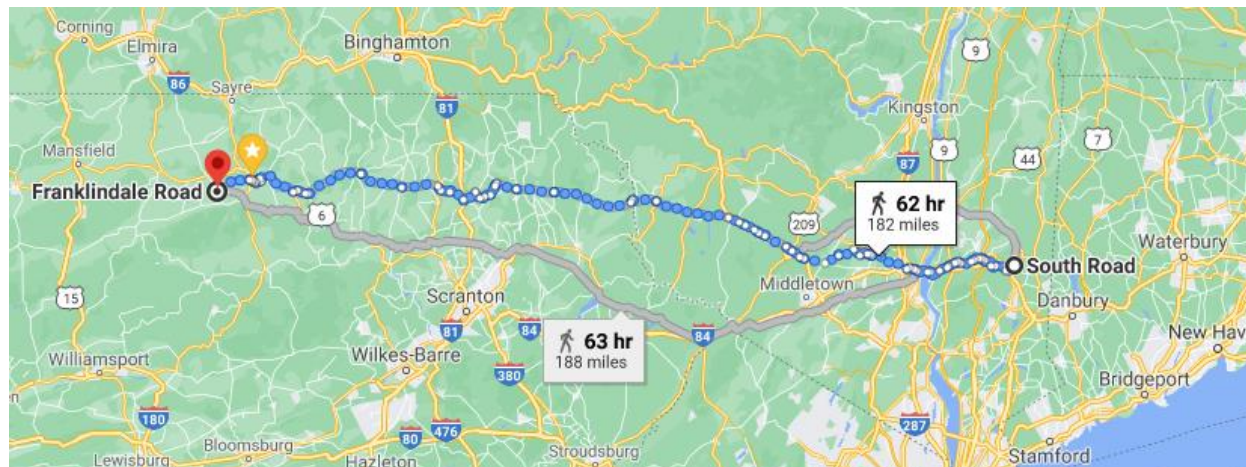 Corning
Elmira
Binghamton
9
86
Sayre
81
Kingston
Mansfield
87
9
44
7
Franklindale Road
6
62 hr
182 miles
209
Waterbury
South Road
15
Middletown
Danbury
Scranton
81
84
63 hr
188 miles
84
New Hav
Williamsport
Wilkes-Barre
380
Bridgeport
180
Bloomsburg
80
476
287
Lewisburg
Hazleton
Stroudsburg
Stamford